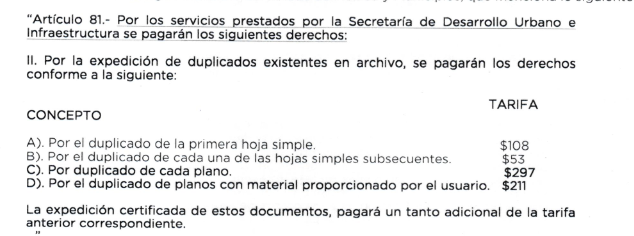 "Artículo 81.- Por los servicios prestados por la Secretaría de Desarrollo Urbano e
Infraestructura se pagarán los siguientes derechos:
II. Por la expedición de duplicados existentes en archivo, se pagarán los derechos
conforme a la siguiente:
TARIFA
CONCEPTO
A). Por el duplicado de la primera hoja simple. $108
B). Por el duplicado de cada una de las hojas simples subsecuentes. $53
C). Por duplicado de cada plano. $297
D). Por el duplicado de planos con material proporcionado por el usuario. $211
La expedición certificada de estos documentos, pagará un tanto adicional de la tarifa
anterior correspondiente.